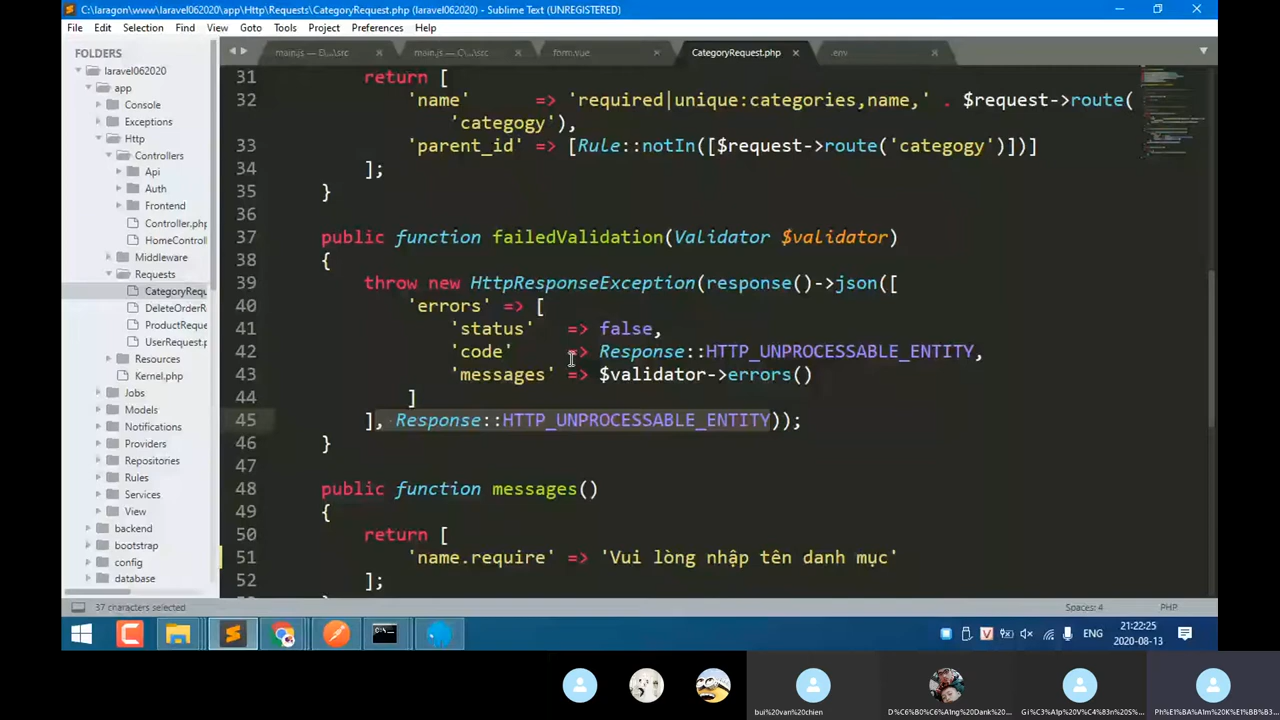 C:\laragon\www\laravel062020\app\Http\Requests\CategoryRequest.php (laravel062020) - Sublime Text (UNREGISTERED)
File Edit Selection Find View Goto Tools Project Preferences Help
FOLDERS
laravel062020
app
Console
Exceptions
Http
Controllers
Api
Auth
Frontend
Controller.php
HomeControl
Middleware
Requests
CategoryRequ
DeleteOrderR
ProductReque
UserRequest.p
Resources
Kernel.php
Jobs
Models
Notifications
Providers
Repositories
Rules
Services
View
backend
bootstrap
config
database
main.js — E\...\src
main.js — C\...\src
form.vue
CategoryRequest.php
.env
31 return [
32 'name' => 'required|unique:categories,name,' . $request->route(
'categogy'),
33 'parent_id' => [Rule::notIn([$request->route('categogy')])]
34 ];
35 }
36
37 public function failedValidation(Validator $validator)
38 {
39 throw new HttpResponseException(response()->json([
40 'errors' => [
41 'status' => false,
42 'code' => Response::HTTP_UNPROCESSABLE_ENTITY,
43 'messages' => $validator->errors()
44 ]
45 ], Response::HTTP_UNPROCESSABLE_ENTITY));
46 }
47
48 public function messages()
49 {
50 return [
51 'name.require' => 'Vui lòng nhập tên danh mục'
52 ];
37 characters selected
Spaces: 4
PHP
ENG
21:22:25
2020-08-13
bui%20van%20chien
D%C6%B0%C6%A1ng%20Dank%20...
Gi%C3%A1p%20V%C4%83n%20S...
Ph%E1%BA%A1m%20K%E1%BB%B3...